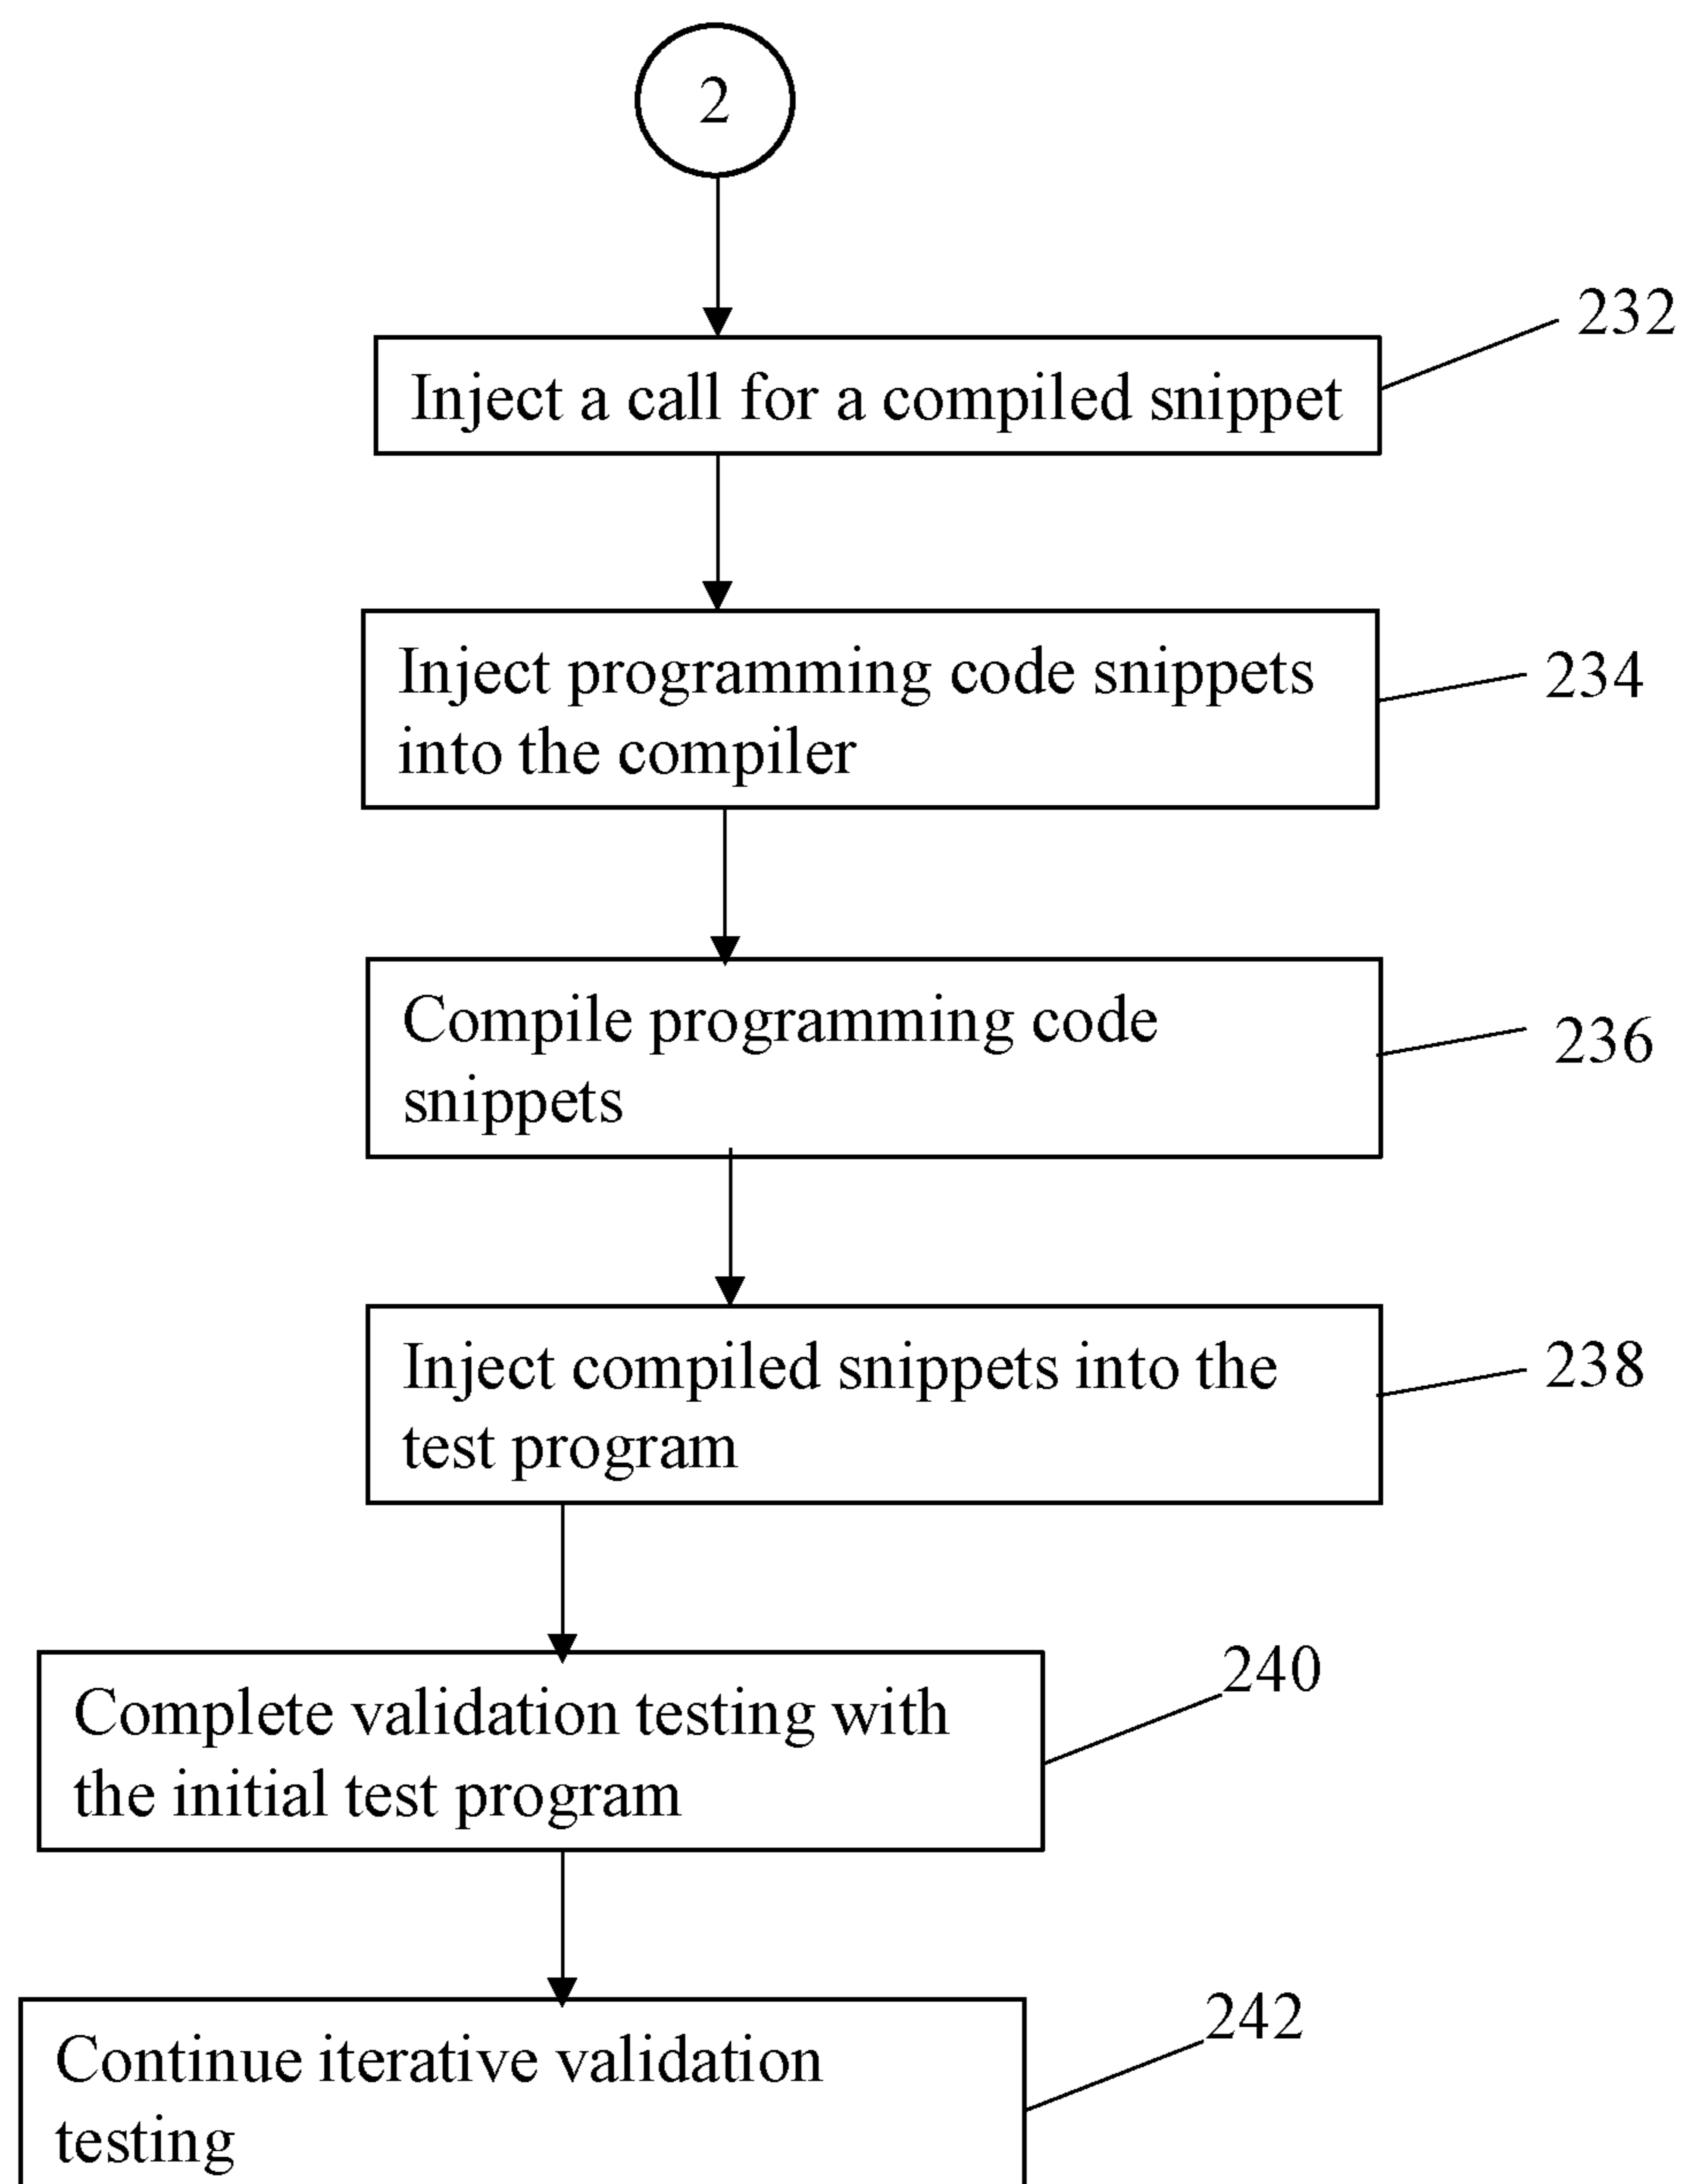 2
232
Inject a call for a compiled snippet
Inject programming code snippets
into the compiler
234
Compile programming code
snippets
236
Inject compiled snippets into the
test program
238
240
Complete validation testing with
the initial test program
242
Continue iterative validation
testing